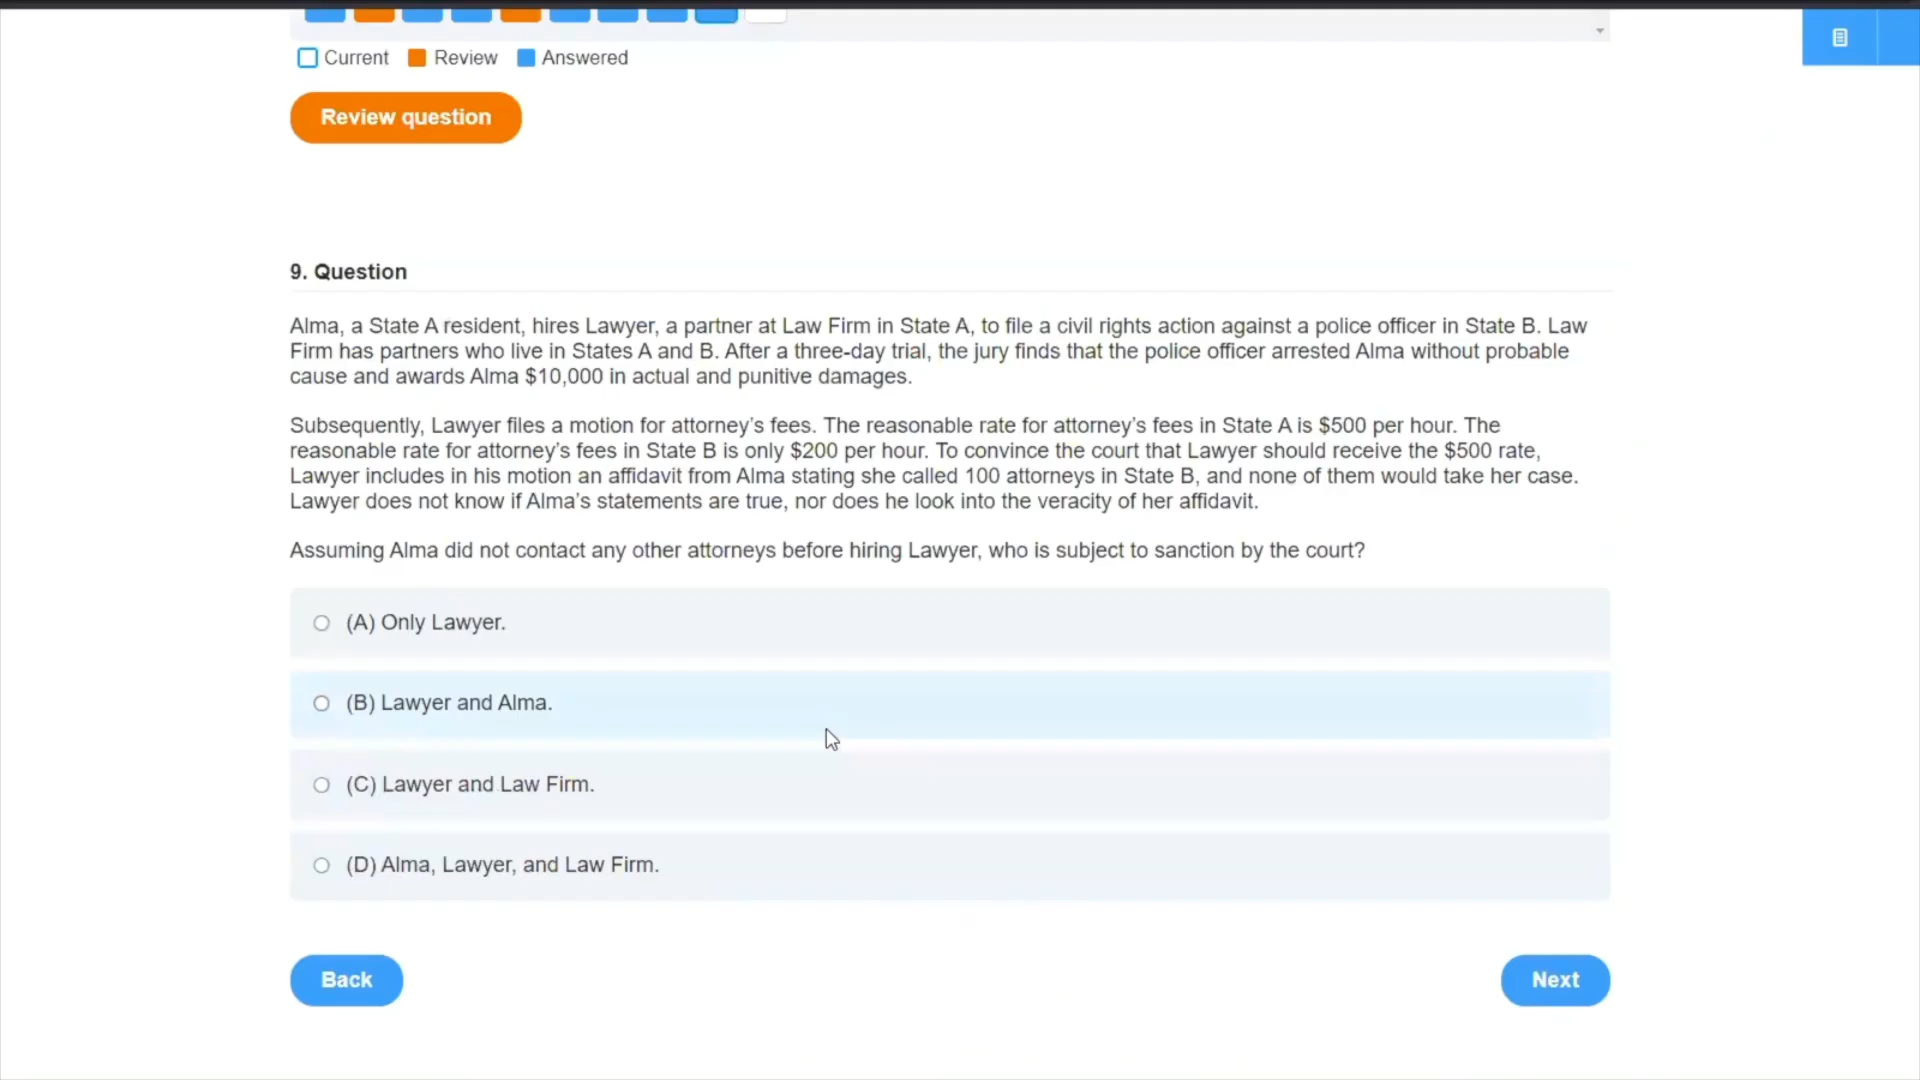 Current Review Answered
Review question
9. Question
Alma, a State A resident, hires Lawyer, a partner at Law Firm in State A, to file a civil rights action against a police officer in State B. Law
Firm has partners who live in States A and B. After a three-day trial, the jury finds that the police officer arrested Alma without probable
cause and awards Alma $10,000 in actual and punitive damages.
Subsequently, Lawyer files a motion for attorney’s fees. The reasonable rate for attorney’s fees in State A is $500 per hour. The
reasonable rate for attorney’s fees in State B is only $200 per hour. To convince the court that Lawyer should receive the $500 rate,
Lawyer includes in his motion an affidavit from Alma stating she called 100 attorneys in State B, and none of them would take her case.
Lawyer does not know if Alma’s statements are true, nor does he look into the veracity of her affidavit.
Assuming Alma did not contact any other attorneys before hiring Lawyer, who is subject to sanction by the court?
(A) Only Lawyer.
(B) Lawyer and Alma.
(C) Lawyer and Law Firm.
(D) Alma, Lawyer, and Law Firm.
Back
Next